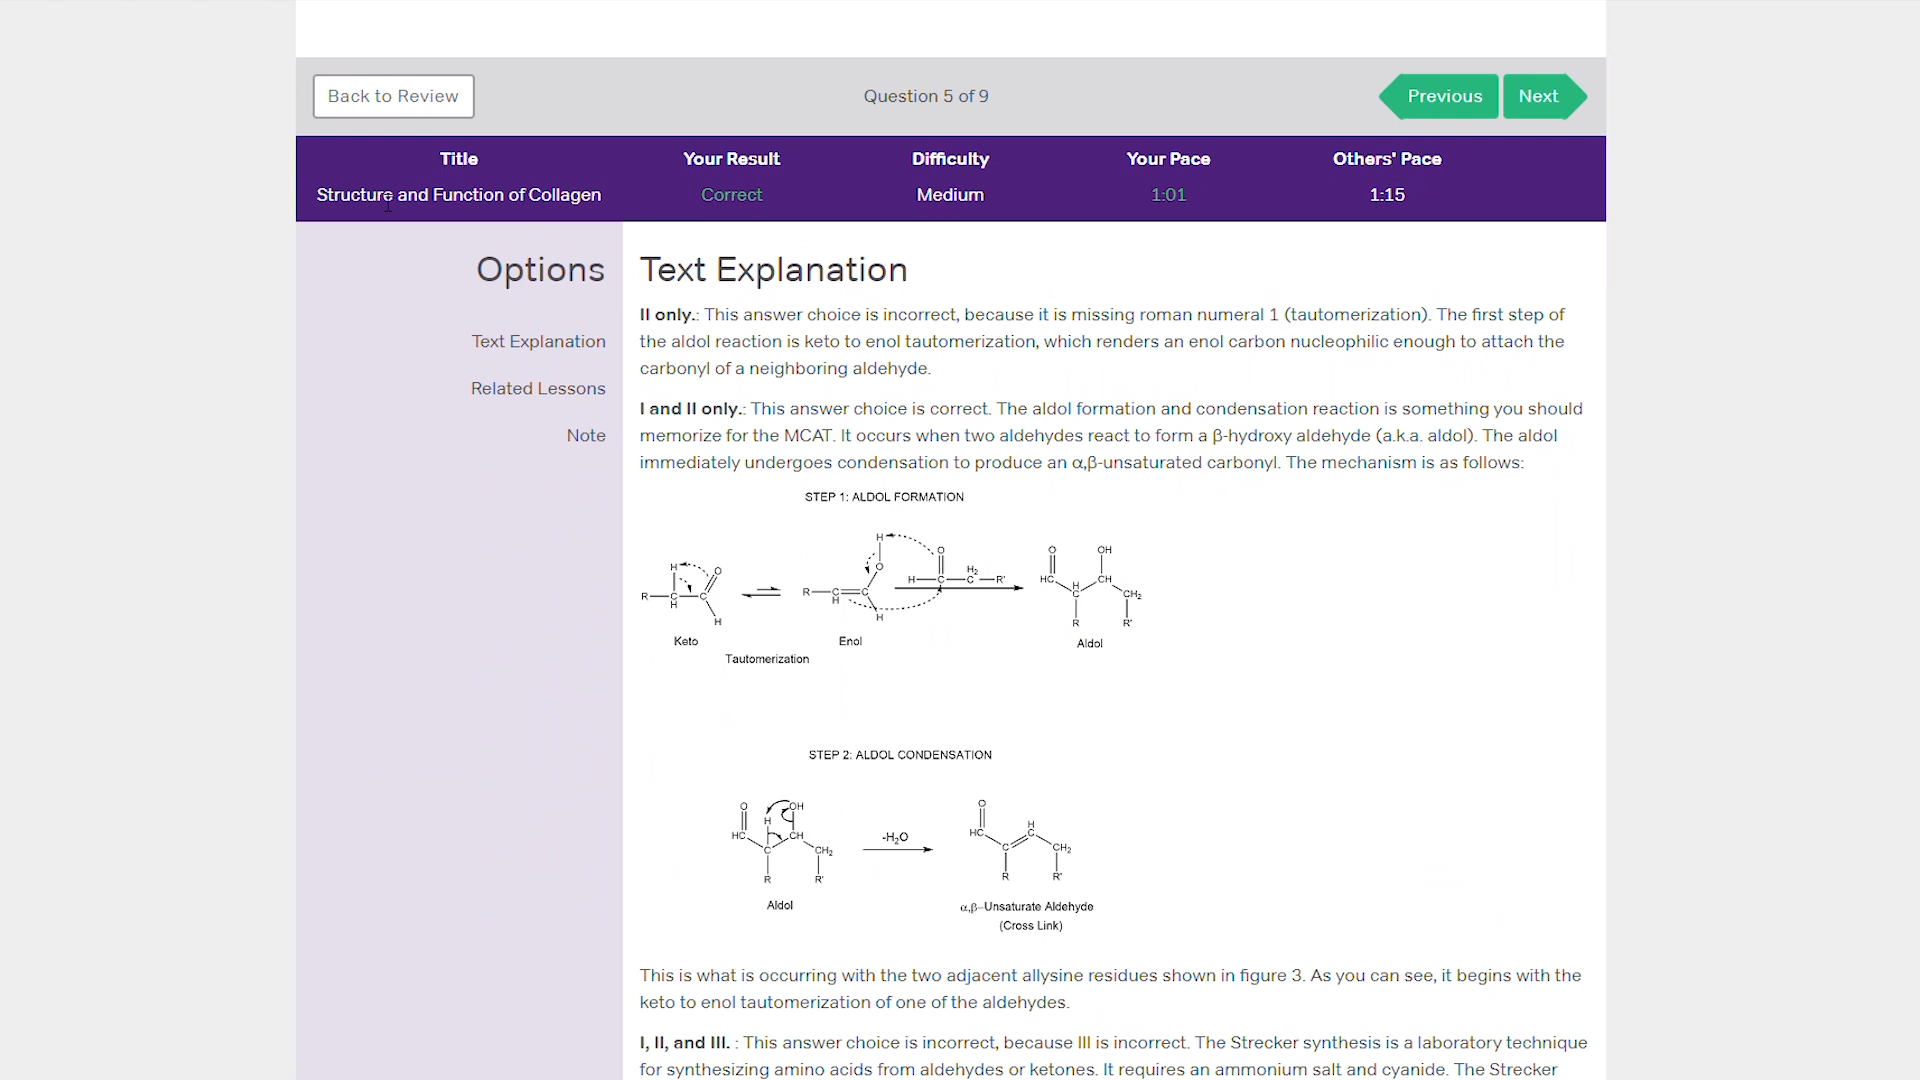 Back to Review
Question 5 of 9
Previous
Next
Title
Your Result
Difficulty
Your Pace
Others' Pace
Structure and Function of Collagen
Correct
Medium
1:01
1:15
Options
Text Explanation
Related Lessons
Note
Text Explanation
II only.: This answer choice is incorrect, because it is missing roman numeral 1 (tautomerization). The first step of
the aldol reaction is keto to enol tautomerization, which renders an enol carbon nucleophilic enough to attach the
carbonyl of a neighboring aldehyde.
I and II only.: This answer choice is correct. The aldol formation and condensation reaction is something you should
memorize for the MCAT. It occurs when two aldehydes react to form a β-hydroxy aldehyde (a.k.a. aldol). The aldol
immediately undergoes condensation to produce an α,β-unsaturated carbonyl. The mechanism is as follows:
STEP 1: ALDOL FORMATION
H O R C H C H
R C H C O H H
H C O H₂ C R'
O HC H C R OH CH CH₂ R'
Keto
Enol
Aldol
Tautomerization
STEP 2: ALDOL CONDENSATION
O HC H C R OH CH CH₂ R'
-H₂O
O HC C R H C CH₂ R'
Aldol
α,β-Unsaturate Aldehyde
(Cross Link)
This is what is occurring with the two adjacent allysine residues shown in figure 3. As you can see, it begins with the
keto to enol tautomerization of one of the aldehydes.
I, II, and III. : This answer choice is incorrect, because III is incorrect. The Strecker synthesis is a laboratory technique
for synthesizing amino acids from aldehydes or ketones. It requires an ammonium salt and cyanide. The Strecker